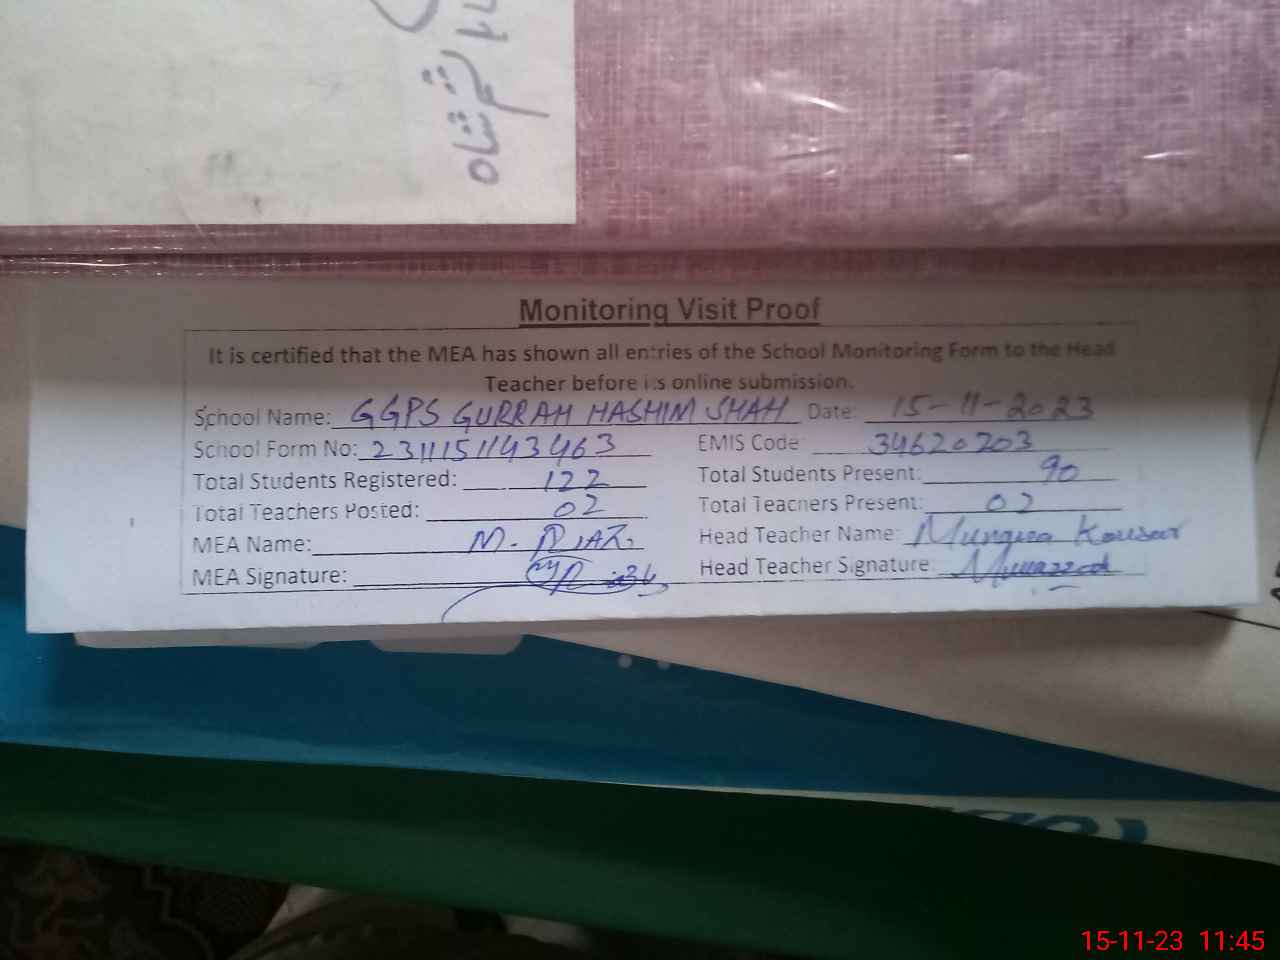 شاہ
Monitoring Visit Proof
It is certified that the MEA has shown all entries of the School Monitoring Form to the Head
Teacher before its online submission.
School Name: GGPS GURRAH HASHIM SHAH Date: 15-11-2023
School Form No: 2311151143463 EMIS Code: 34620203
Total Students Registered: 122 Total Students Present: 90
Total Teachers Posted: 02 Total Teachers Present: 02
MEA Name: M. RIAZ Head Teacher Name: Kousar
MEA Signature: Head Teacher Signature:
15-11-23 11:45